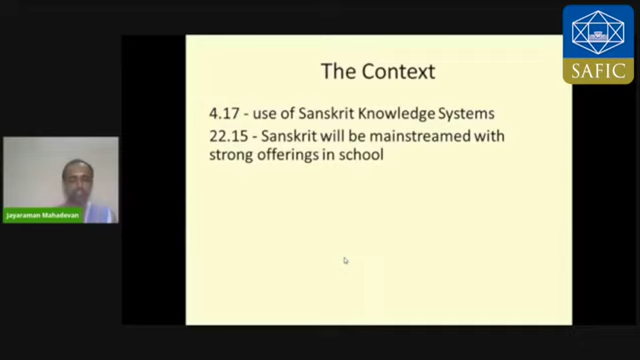 SAFIC
The Context
4.17 - use of Sanskrit Knowledge Systems
22.15 - Sanskrit will be mainstreamed with
strong offerings in school
Jayaraman Mahadevan